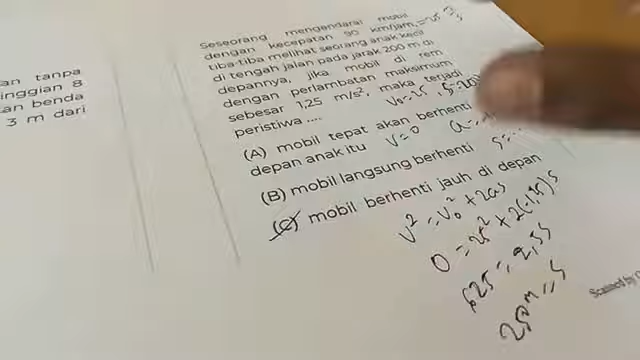 an tanpa
inggian 8
an benda
3 m dari
Seseorang mengendarai mobil
dengan kecepatan 90 km/jam,
tiba-tiba melihat seorang anak kecil
di tengah jalan pada jarak 200 m di
depannya, jika mobil di rem
dengan perlambatan maksimum
sebesar 1,25 m/s², maka terjadi
peristiwa ....
V₀=25
(A) mobil tepat akan berhenti
depan anak itu V=0
(B) mobil langsung berhenti
(C) mobil berhenti jauh di depan
V² = V₀² + 2as
0 = 25² + 2(-1,25)s
625 = 2,5s
250 m = s
Scanned by